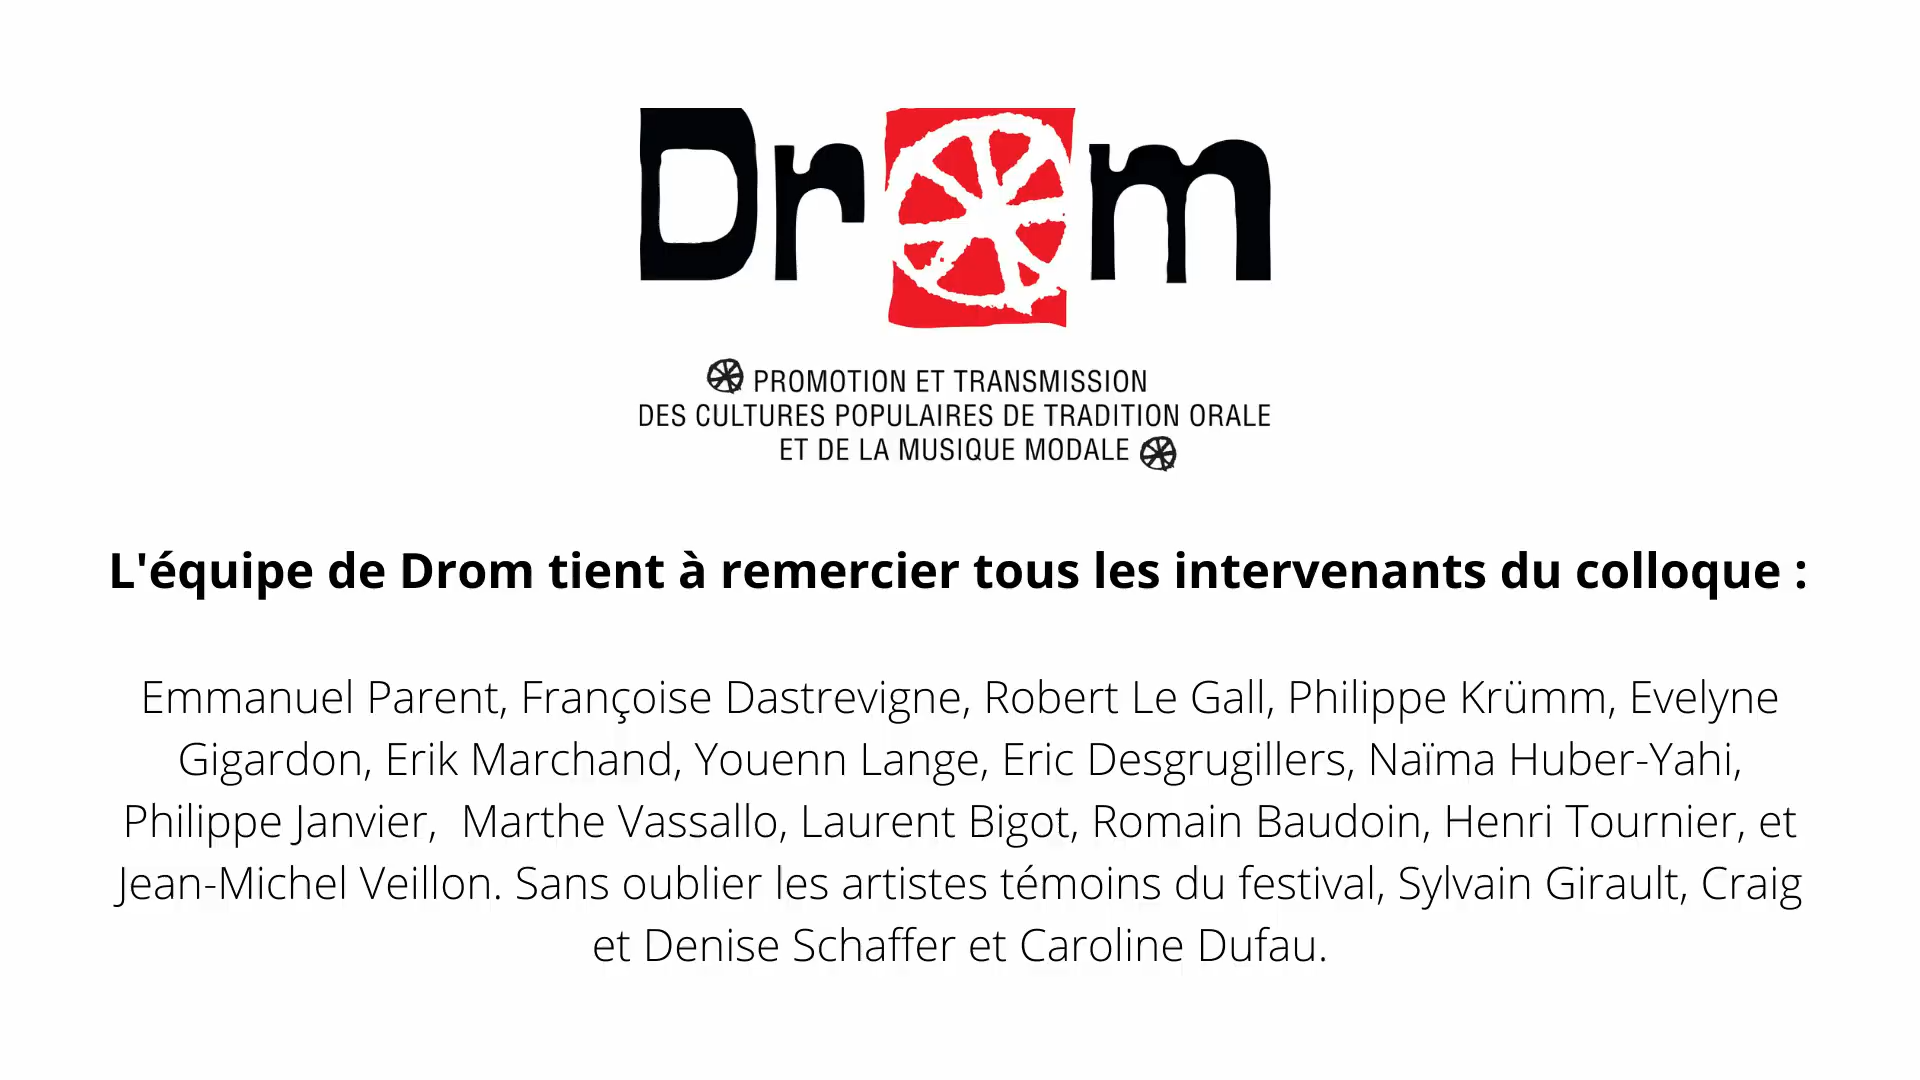 Drom
PROMOTION ET TRANSMISSION
DES CULTURES POPULAIRES DE TRADITION ORALE
ET DE LA MUSIQUE MODALE
L'équipe de Drom tient à remercier tous les intervenants du colloque :
Emmanuel Parent, Françoise Dastrevigne, Robert Le Gall, Philippe Krümm, Evelyne
Gigardon, Erik Marchand, Youenn Lange, Eric Desgrugillers, Naïma Huber-Yahi,
Philippe Janvier,  Marthe Vassallo, Laurent Bigot, Romain Baudoin, Henri Tournier, et
Jean-Michel Veillon. Sans oublier les artistes témoins du festival, Sylvain Girault, Craig
et Denise Schaffer et Caroline Dufau.